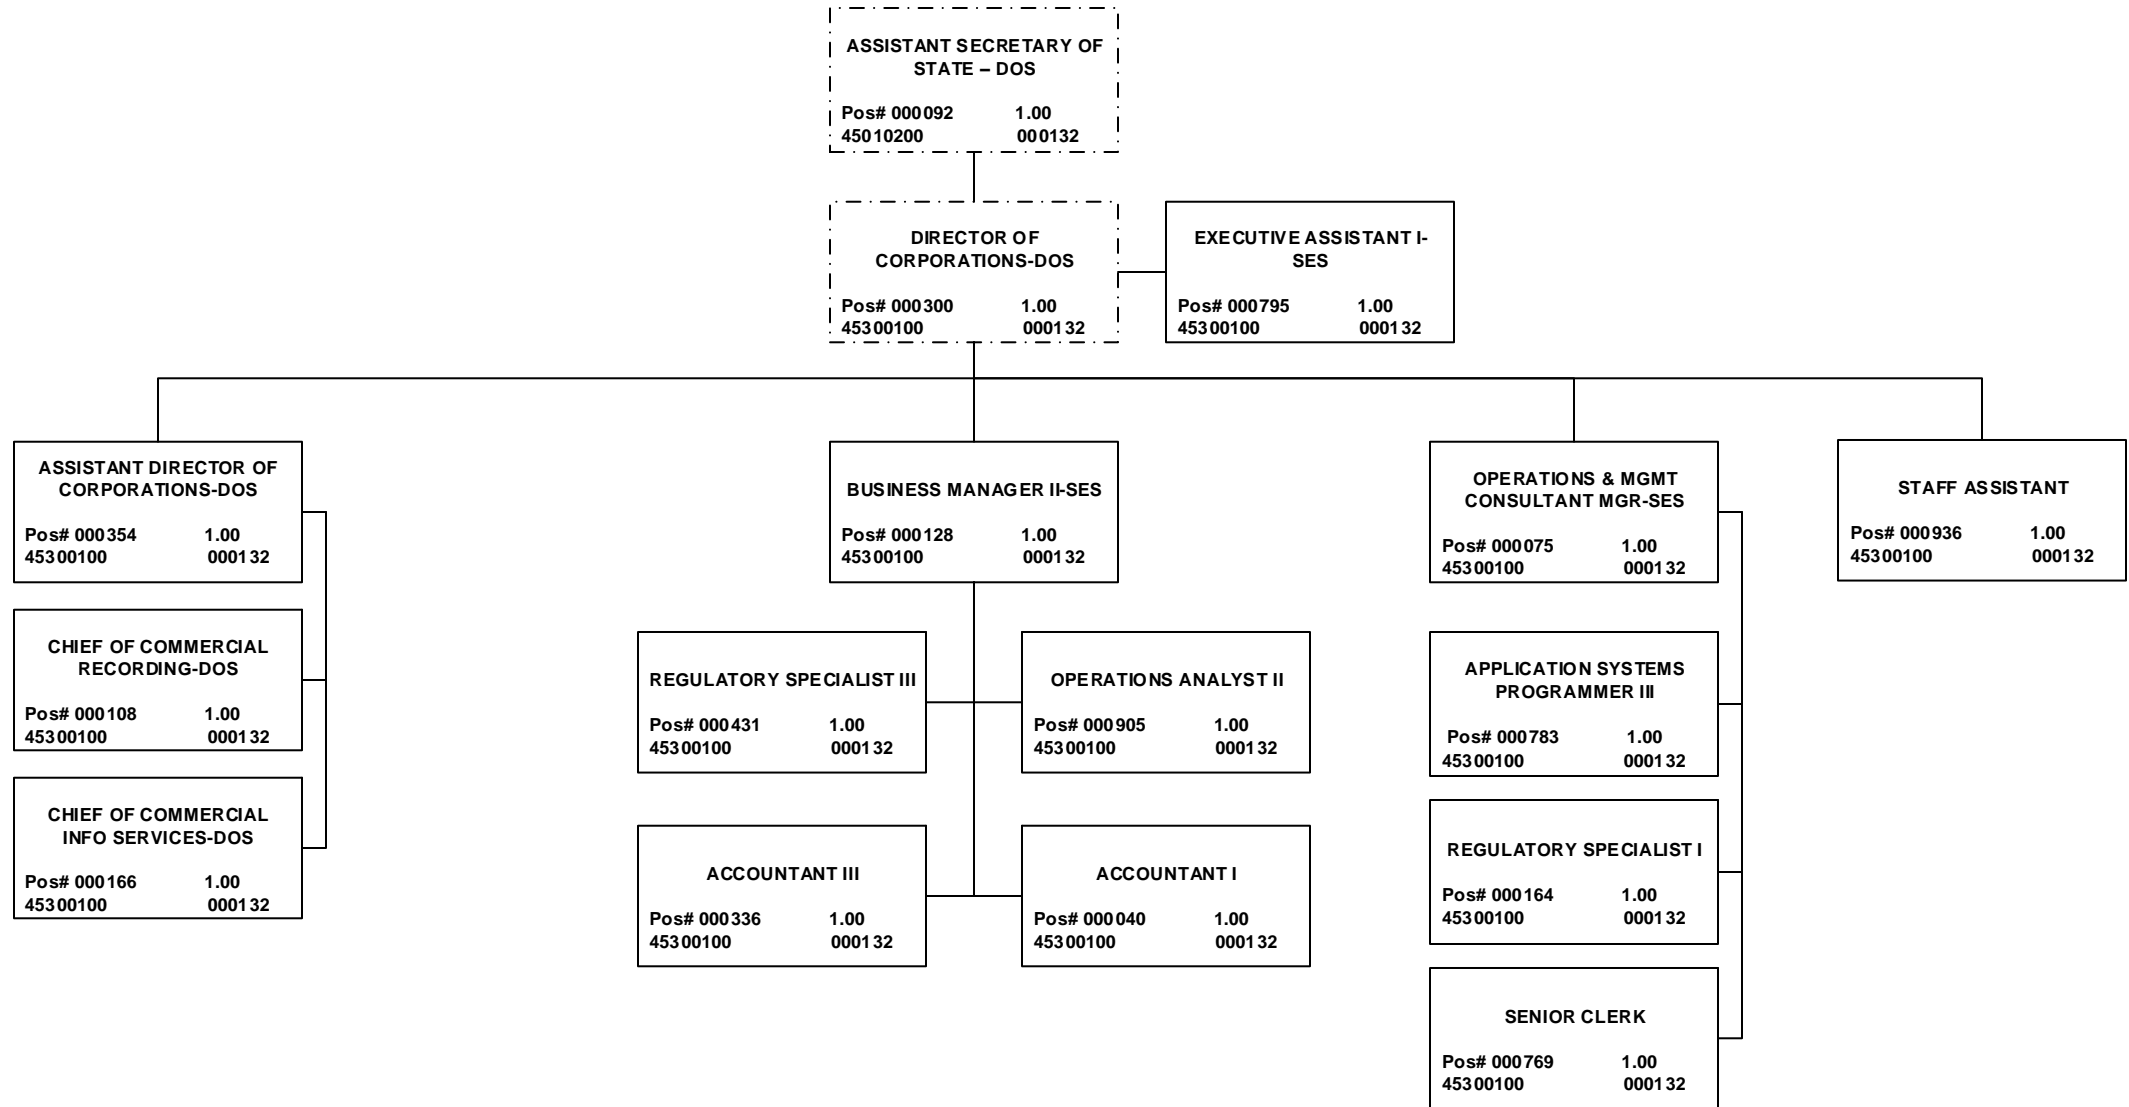 ASSISTANT SECRETARY OF
STATE – DOS
Pos# 000092 1.00
45010200 000132
DIRECTOR OF
CORPORATIONS-DOS
Pos# 000300 1.00
45300100 000132
EXECUTIVE ASSISTANT I-
SES
Pos# 000795 1.00
45300100 000132
ASSISTANT DIRECTOR OF
CORPORATIONS-DOS
Pos# 000354 1.00
45300100 000132
CHIEF OF COMMERCIAL
RECORDING-DOS
Pos# 000108 1.00
45300100 000132
CHIEF OF COMMERCIAL
INFO SERVICES-DOS
Pos# 000166 1.00
45300100 000132
BUSINESS MANAGER II-SES
Pos# 000128 1.00
45300100 000132
REGULATORY SPECIALIST III
Pos# 000431 1.00
45300100 000132
OPERATIONS ANALYST II
Pos# 000905 1.00
45300100 000132
ACCOUNTANT III
Pos# 000336 1.00
45300100 000132
ACCOUNTANT I
Pos# 000040 1.00
45300100 000132
OPERATIONS & MGMT
CONSULTANT MGR-SES
Pos# 000075 1.00
45300100 000132
APPLICATION SYSTEMS
PROGRAMMER III
Pos# 000783 1.00
45300100 000132
REGULATORY SPECIALIST I
Pos# 000164 1.00
45300100 000132
SENIOR CLERK
Pos# 000769 1.00
45300100 000132
STAFF ASSISTANT
Pos# 000936 1.00
45300100 000132